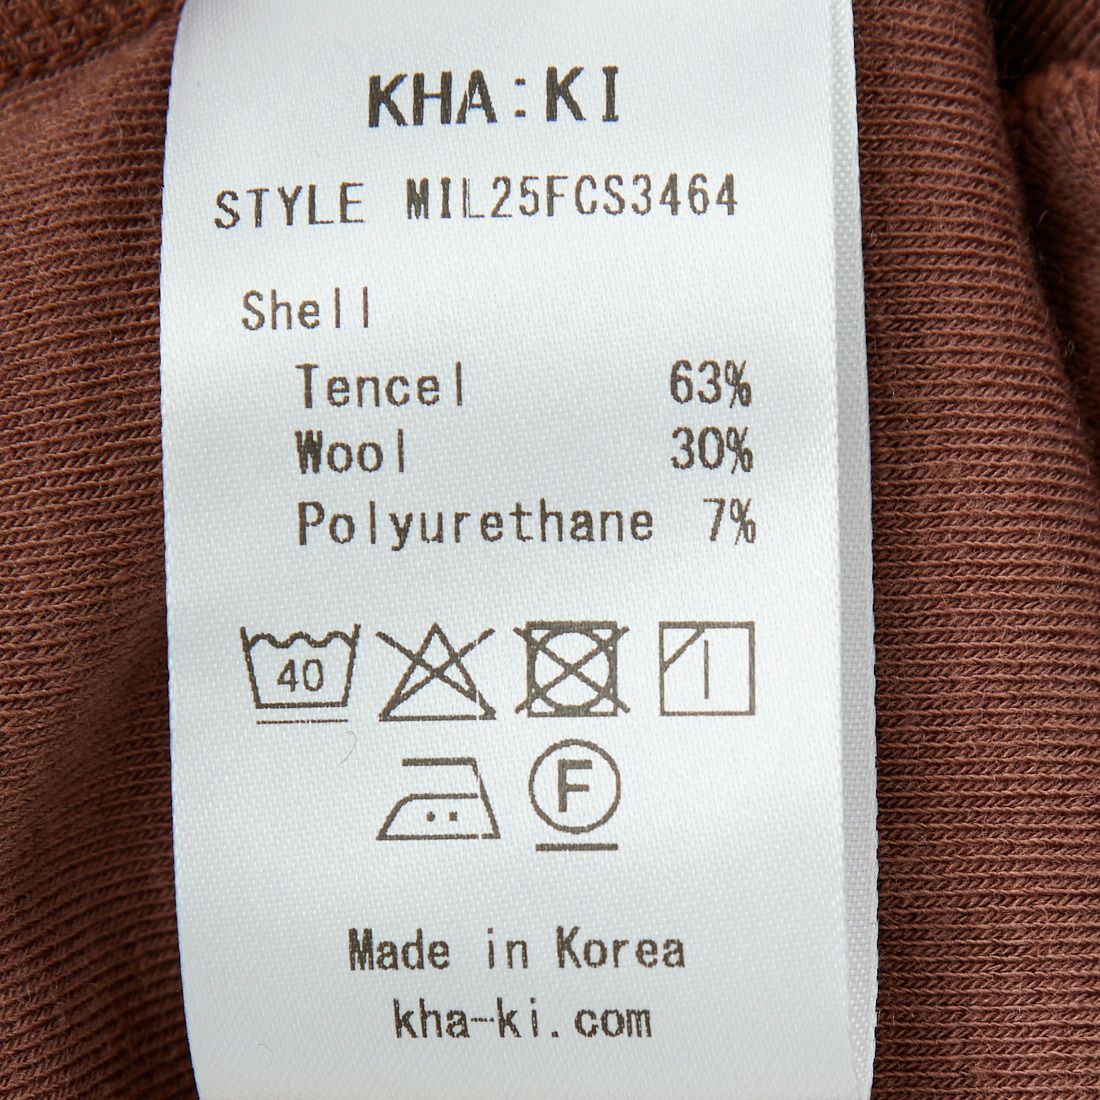 KHA:KI
STYLE MIL25FCS3464
Shell
Tencel 63%
Wool 30%
Polyurethane 7%
40
F
Made in Korea
kha-ki.com